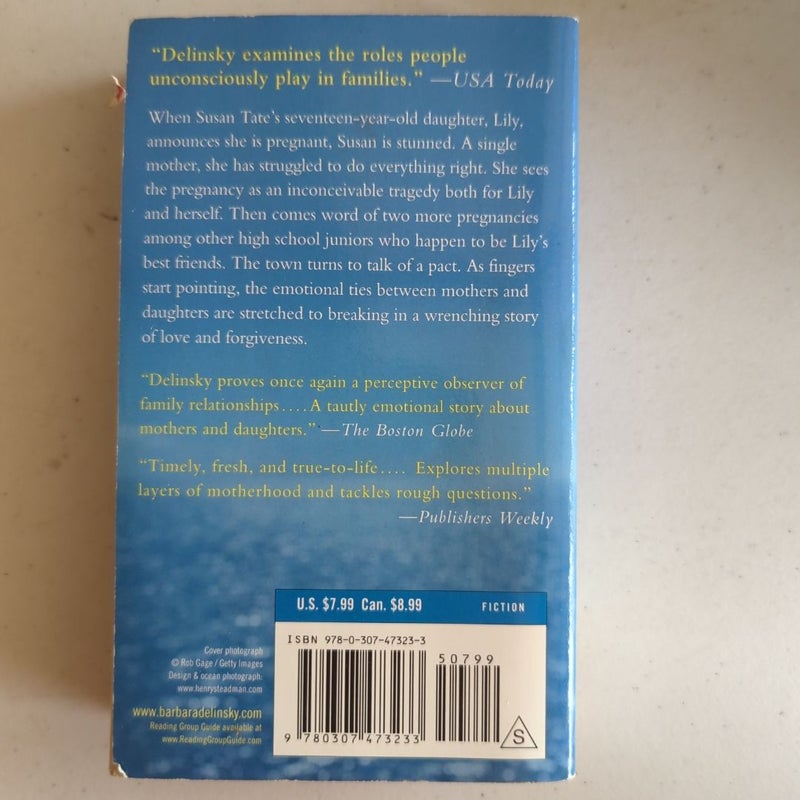 “Delinsky examines the roles people
unconsciously play in families.” —USA Today
When Susan Tate’s seventeen-year-old daughter, Lily,
announces she is pregnant, Susan is stunned. A single
mother, she has struggled to do everything right. She sees
the pregnancy as an inconceivable tragedy both for Lily
and herself. Then comes word of two more pregnancies
among other high school juniors who happen to be Lily’s
best friends. The town turns to talk of a pact. As fingers
start pointing, the emotional ties between mothers and
daughters are stretched to breaking in a wrenching story
of love and forgiveness.
“Delinsky proves once again a perceptive observer of
family relationships....A tautly emotional story about
mothers and daughters.” —The Boston Globe
“Timely, fresh, and true-to-life.... Explores multiple
layers of motherhood and tackles rough questions.”
—Publishers Weekly
U.S. $7.99 Can. $8.99 FICTION
ISBN 978-0-307-47323-3
50799
9 780307 473233
S
Cover photograph
© Rob Gage / Getty Images
Design & ocean photograph:
www.henrysteadman.com
www.barbaradelinsky.com
Reading Group Guide available at
www.ReadingGroupGuide.com